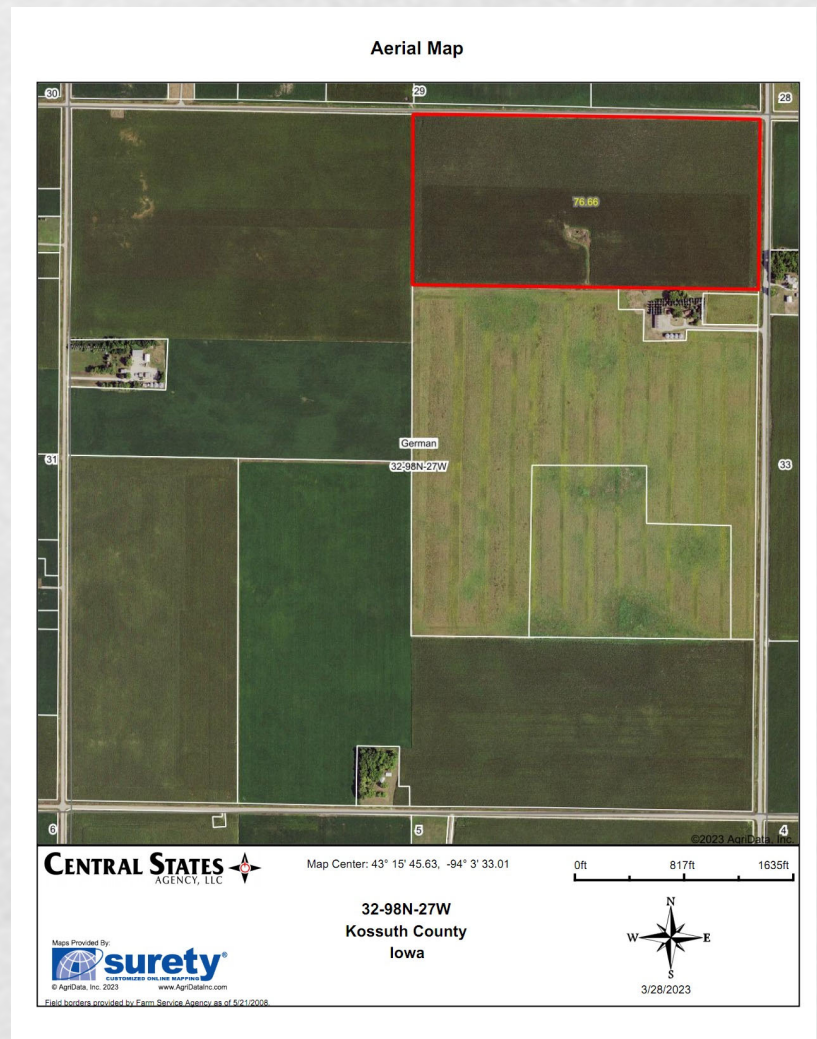 Aerial Map
30
29
28
76.66
German
32-98N-27W
31
33
6
5
4
©2023 AgriData, Inc.
CENTRAL STATES
AGENCY, LLC
Map Center: 43° 15' 45.63, -94° 3' 33.01
0ft 817ft 1635ft
32-98N-27W
Kossuth County
Iowa
N
W E
S
3/28/2023
Maps Provided By:
surety®
CUSTOMIZED ONLINE MAPPING
© AgriData, Inc. 2023 www.AgriDataInc.com
Field borders provided by Farm Service Agency as of 5/21/2008.